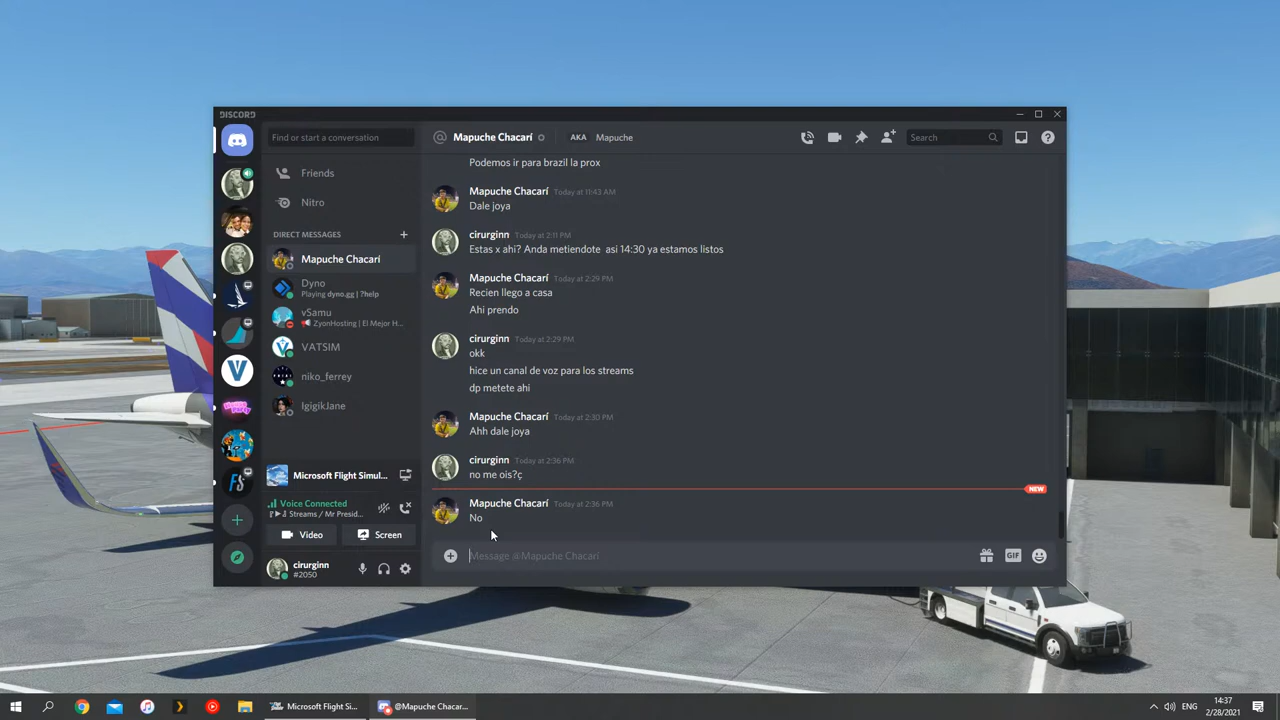 DISCORD
Find or start a conversation
Friends
Nitro
DIRECT MESSAGES
Mapuche Chacarí
Dyno
Playing dyno.gg | ?help
vSamu
ZyonHosting | El Mejor H...
VATSIM
niko_ferrey
IgigikJane
Microsoft Flight Simul...
Voice Connected
Streams / Mr Presid...
Video
Screen
cirurginn
#2050
Mapuche Chacarí
AKA
Mapuche
Search
Podemos ir para brazil la prox
Mapuche Chacarí Today at 11:43 AM
Dale joya
cirurginn Today at 2:11 PM
Estas x ahi? Anda metiendote asi 14:30 ya estamos listos
Mapuche Chacarí Today at 2:29 PM
Recien llego a casa
Ahi prendo
cirurginn Today at 2:29 PM
okk
hice un canal de voz para los streams
dp metete ahi
Mapuche Chacarí Today at 2:30 PM
Ahh dale joya
cirurginn Today at 2:36 PM
no me ois?ç
NEW
Mapuche Chacarí Today at 2:36 PM
No
Message @Mapuche Chacarí
GIF
Microsoft Flight Si...
@Mapuche Chacar...
ENG
14:37
2/28/2021